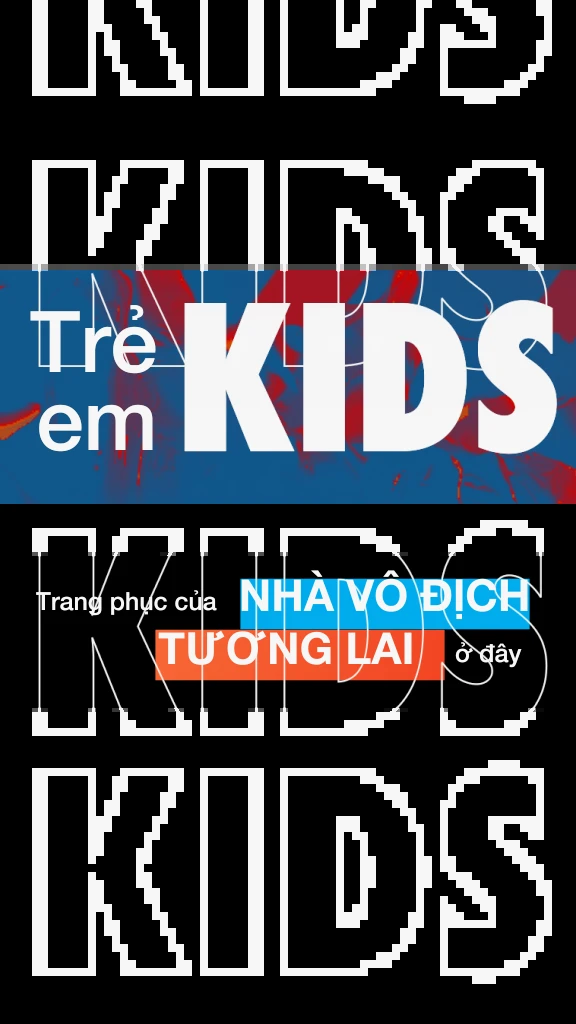 KIDS
KIDS
Trẻ em KIDS
KIDS
Trang phục của NHÀ VÔ ĐỊCH
TƯƠNG LAI ở đây
KIDS